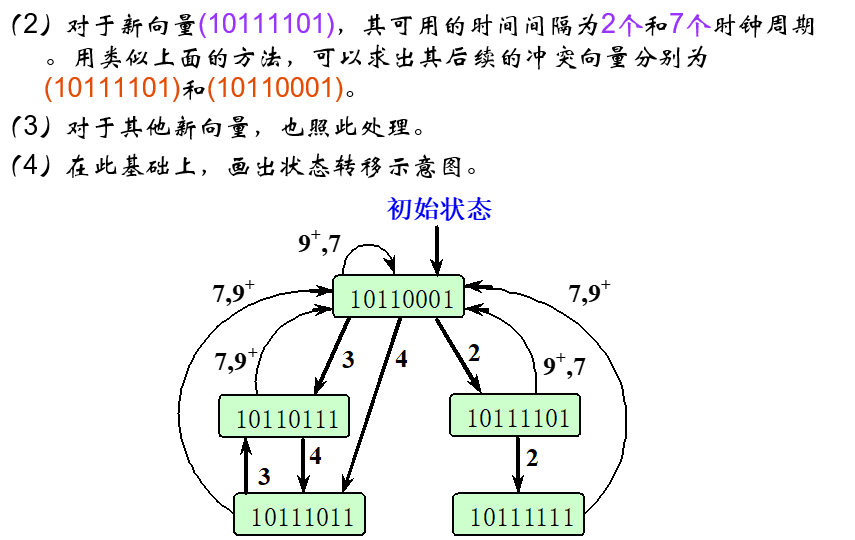 (2) 对于新向量(10111101)，其可用的时间间隔为2个和7个时钟周期
。用类似上面的方法，可以求出其后续的冲突向量分别为
(10111101)和(10110001)。
(3) 对于其他新向量，也照此处理。
(4) 在此基础上，画出状态转移示意图。
初始状态
9⁺,7
7,9⁺
10110001
7,9⁺
7,9⁺
3
4
2
9⁺,7
10110111
10111101
3
4
2
10111011
10111111